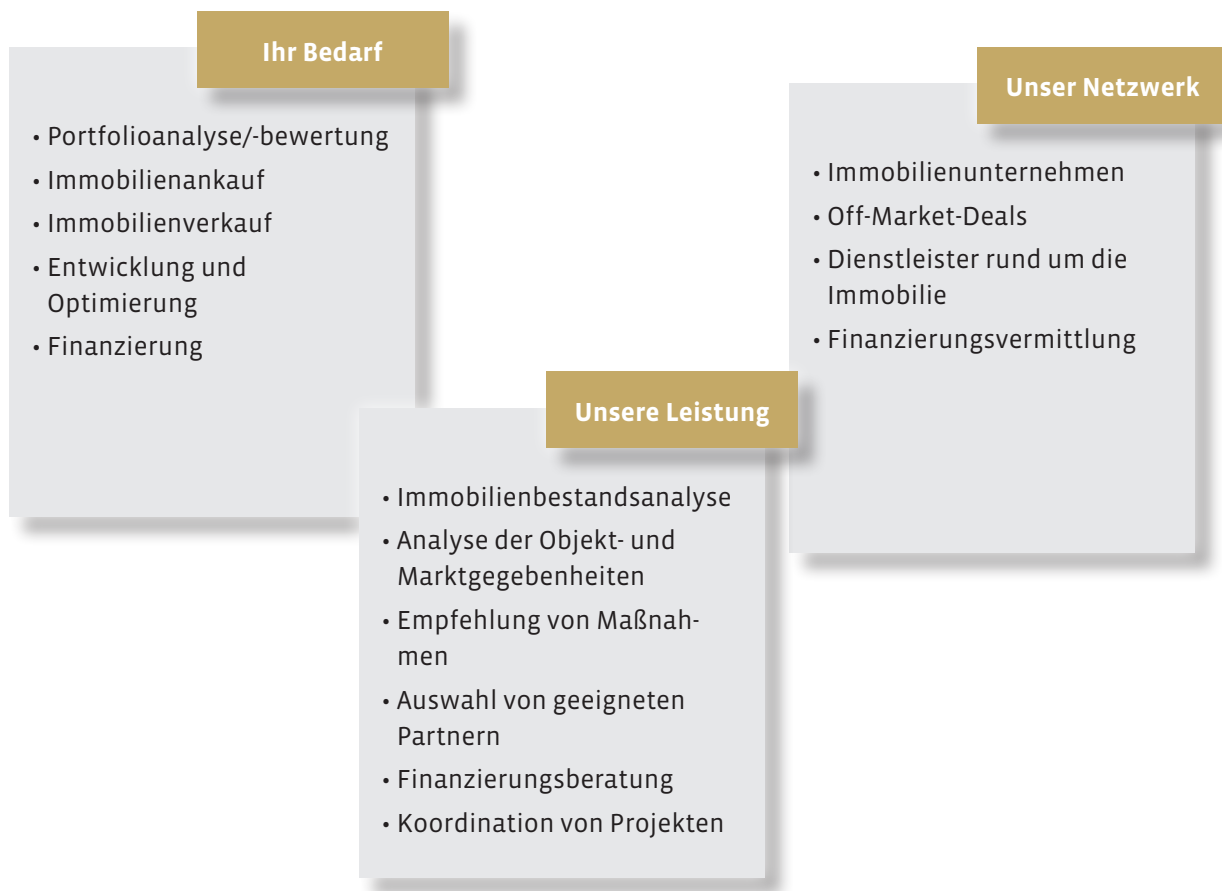 Ihr Bedarf
• Portfolioanalyse/-bewertung
• Immobilienankauf
• Immobilienverkauf
• Entwicklung und
Optimierung
• Finanzierung
Unsere Leistung
• Immobilienbestandsanalyse
• Analyse der Objekt- und
Marktgegebenheiten
• Empfehlung von Maßnah-
men
• Auswahl von geeigneten
Partnern
• Finanzierungsberatung
• Koordination von Projekten
Unser Netzwerk
• Immobilienunternehmen
• Off-Market-Deals
• Dienstleister rund um die
Immobilie
• Finanzierungsvermittlung